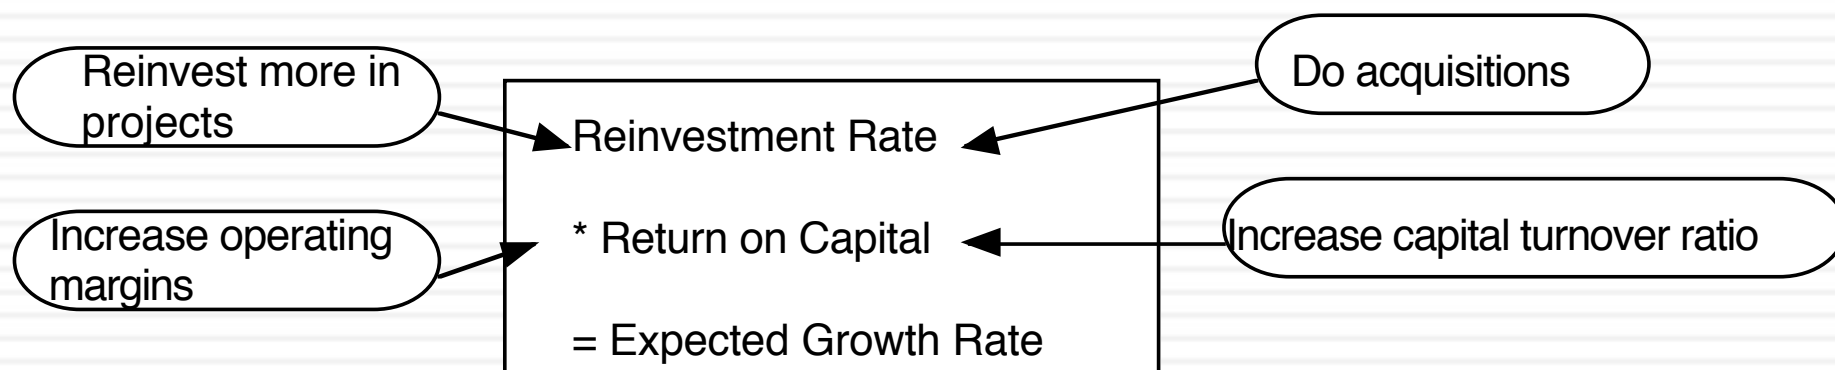 Reinvest more in
projects
Do acquisitions
Reinvestment Rate
Increase operating
margins
* Return on Capital
Increase capital turnover ratio
= Expected Growth Rate